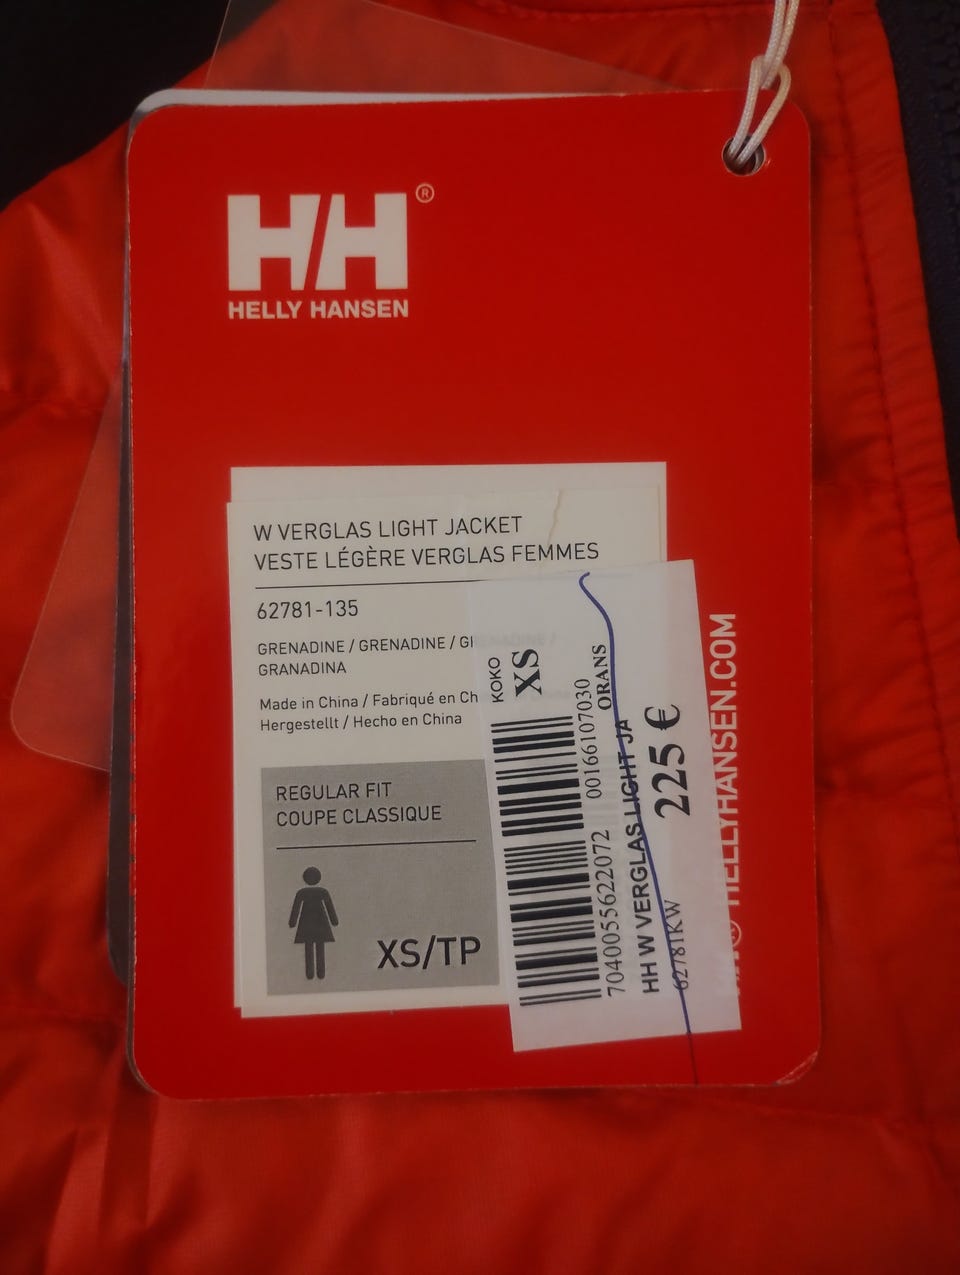 HH®
HELLY HANSEN
W VERGLAS LIGHT JACKET
VESTE LÉGÈRE VERGLAS FEMMES
62781-135
GRENADINE / GRENADINE /
GRANADINA
Made in China / Fabriqué en
Hergestellt / Hecho en China
REGULAR FIT
COUPE CLASSIQUE
XS/TP
KOKO
XS
7040055622072 00166107030
ORANS
HH W VERGLAS LIGHT JA
62781KW
225 €
HELLYHANSEN.COM